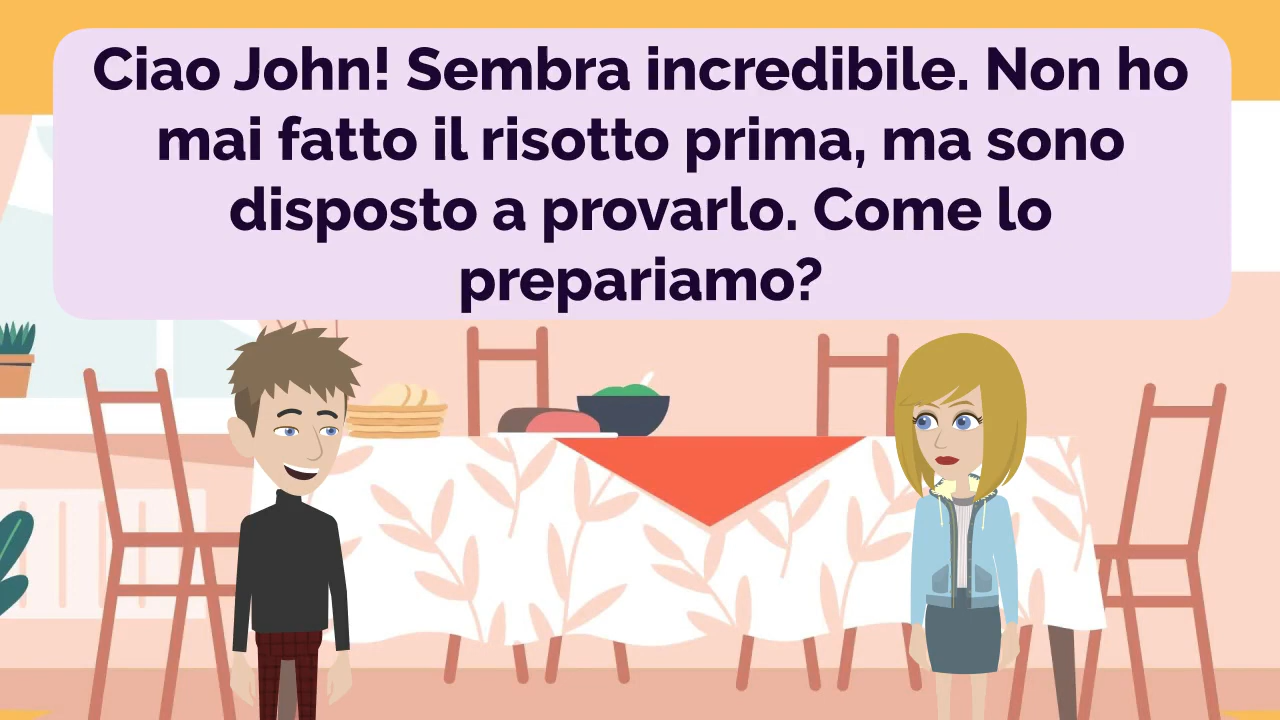 Ciao John! Sembra incredibile. Non ho
mai fatto il risotto prima, ma sono
disposto a provarlo. Come lo
prepariamo?